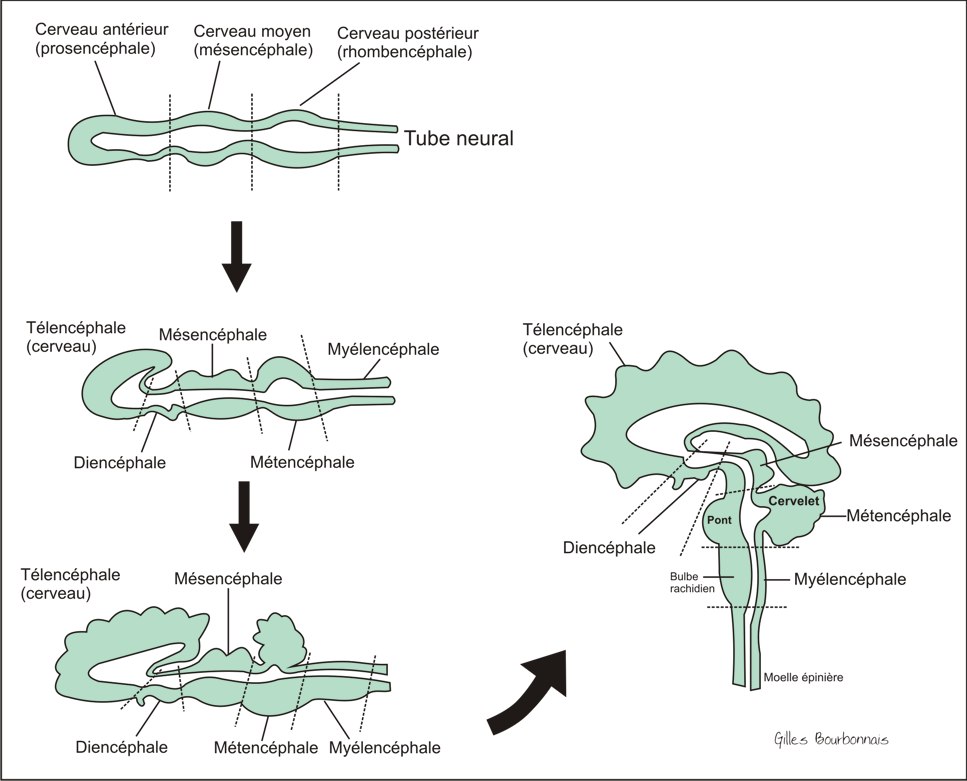 Cerveau antérieur
(prosencéphale)
Cerveau moyen
(mésencéphale)
Cerveau postérieur
(rhombencéphale)
Tube neural
Télencéphale
(cerveau)
Mésencéphale
Myélencéphale
Diencéphale
Métencéphale
Télencéphale
(cerveau)
Mésencéphale
Diencéphale
Métencéphale
Myélencéphale
Télencéphale
(cerveau)
Mésencéphale
Cervelet
Métencéphale
Pont
Diencéphale
Bulbe
rachidien
Myélencéphale
Moelle épinière
Gilles Bourbonnais